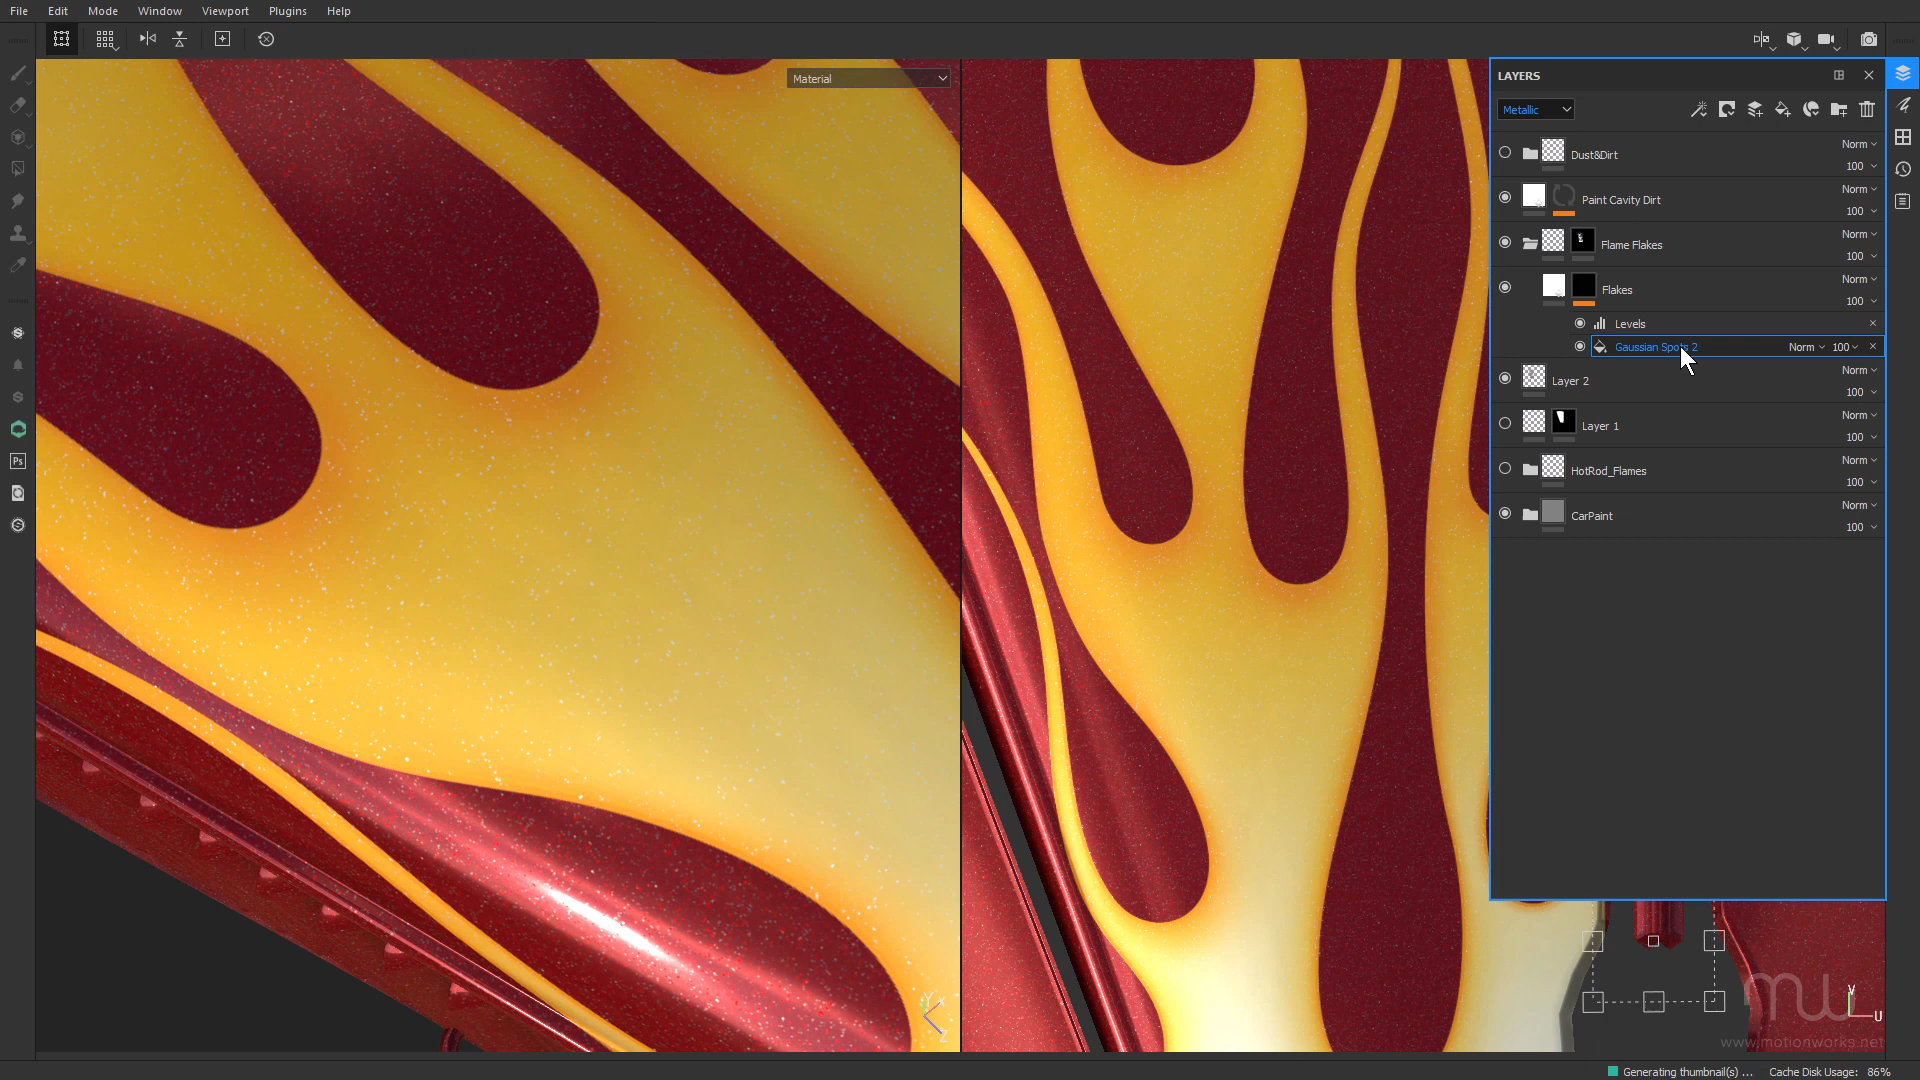 File Edit Mode Window Viewport Plugins Help
Material
LAYERS
Metallic
Dust&Dirt Norm 100
Paint Cavity Dirt Norm 100
Flame Flakes Norm 100
Flakes Norm 100
Levels
Gaussian Spots 2 Norm 100
Layer 2 Norm 100
Layer 1 Norm 100
HotRod_Flames Norm 100
CarPaint Norm 100
Ps
Y X
Z
V
U
mw
www.motionworks.net
Generating thumbnail(s) ... Cache Disk Usage: 86%